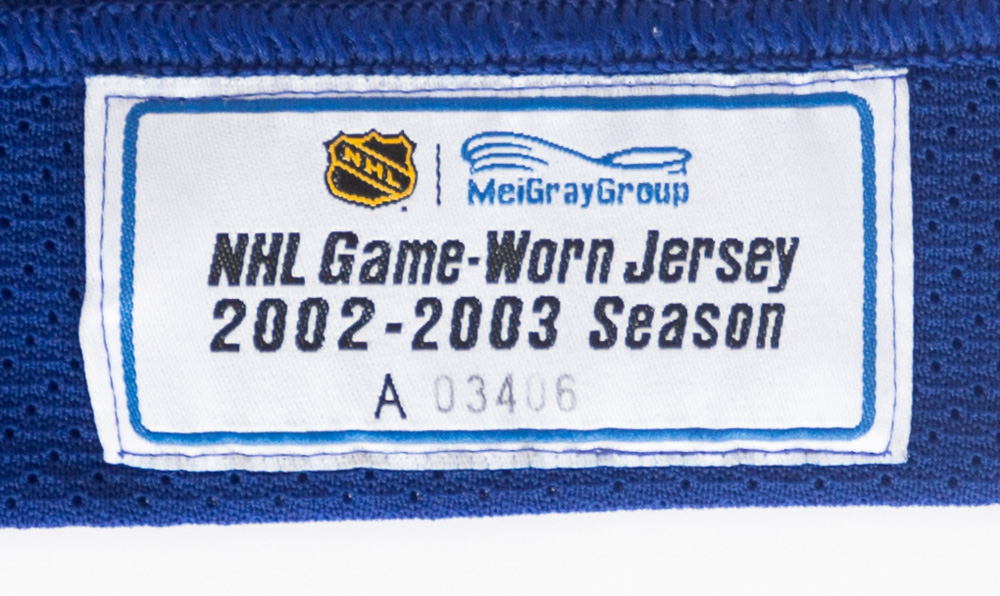 NHL
MeiGrayGroup
NHL Game-Worn Jersey
2002-2003 Season
A 03406